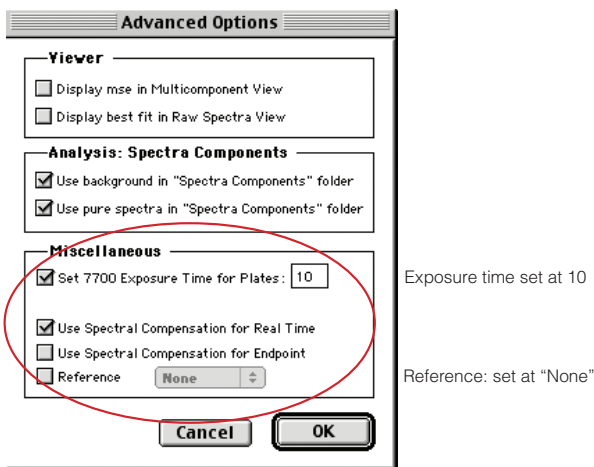 Advanced Options
Viewer
Display mse in Multicomponent View
Display best fit in Raw Spectra View
Analysis: Spectra Components
Use background in "Spectra Components" folder
Use pure spectra in "Spectra Components" folder
Miscellaneous
Set 7700 Exposure Time for Plates: 10
Exposure time set at 10
Use Spectral Compensation for Real Time
Use Spectral Compensation for Endpoint
Reference None
Reference: set at “None”
Cancel OK